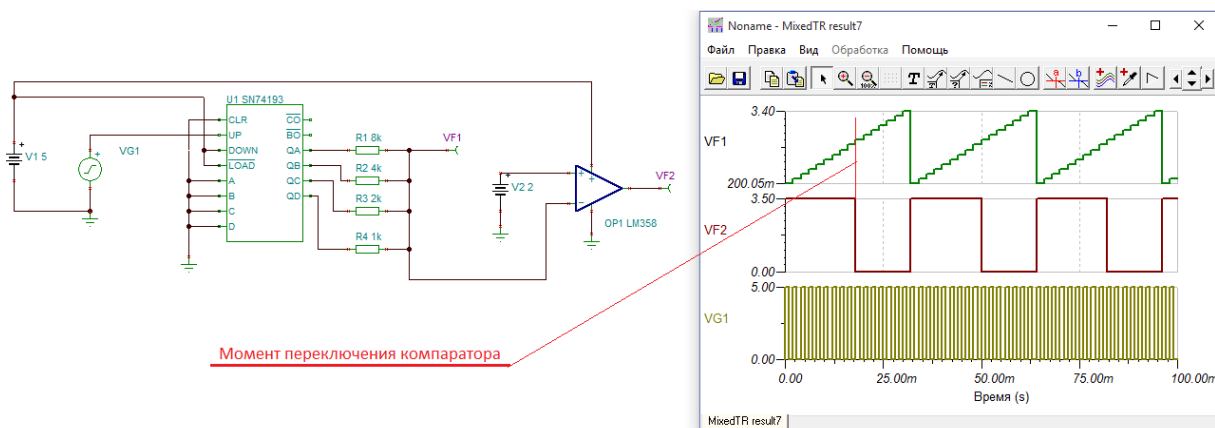 U1 SN74193
CLR
UP
DOWN
LOAD
A
B
C
D
CO
BO
QA
QB
QC
QD
V1 5
VG1
R1 8k
R2 4k
R3 2k
R4 1k
VF1
V2 2
VF2
OP1 LM358
Момент переключения компаратора
Noname - MixedTR result7
Файл Правка Вид Обработка Помощь
100%
T
a
b
3.40
VF1
200.05m
3.50
VF2
0.00
5.00
VG1
0.00
0.00 25.00m 50.00m 75.00m 100.00m
Время (s)
MixedTR result7